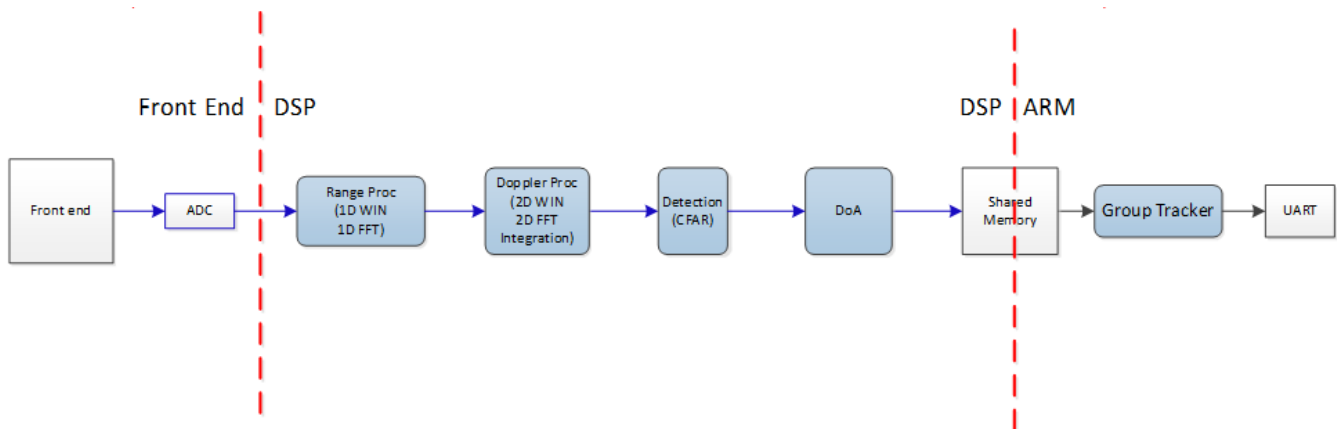 Front End
DSP
DSP
ARM
Front end
ADC
Range Proc
(1D WIN
1D FFT)
Doppler Proc
(2D WIN
2D FFT
Integration)
Detection
(CFAR)
DoA
Shared
Memory
Group Tracker
UART